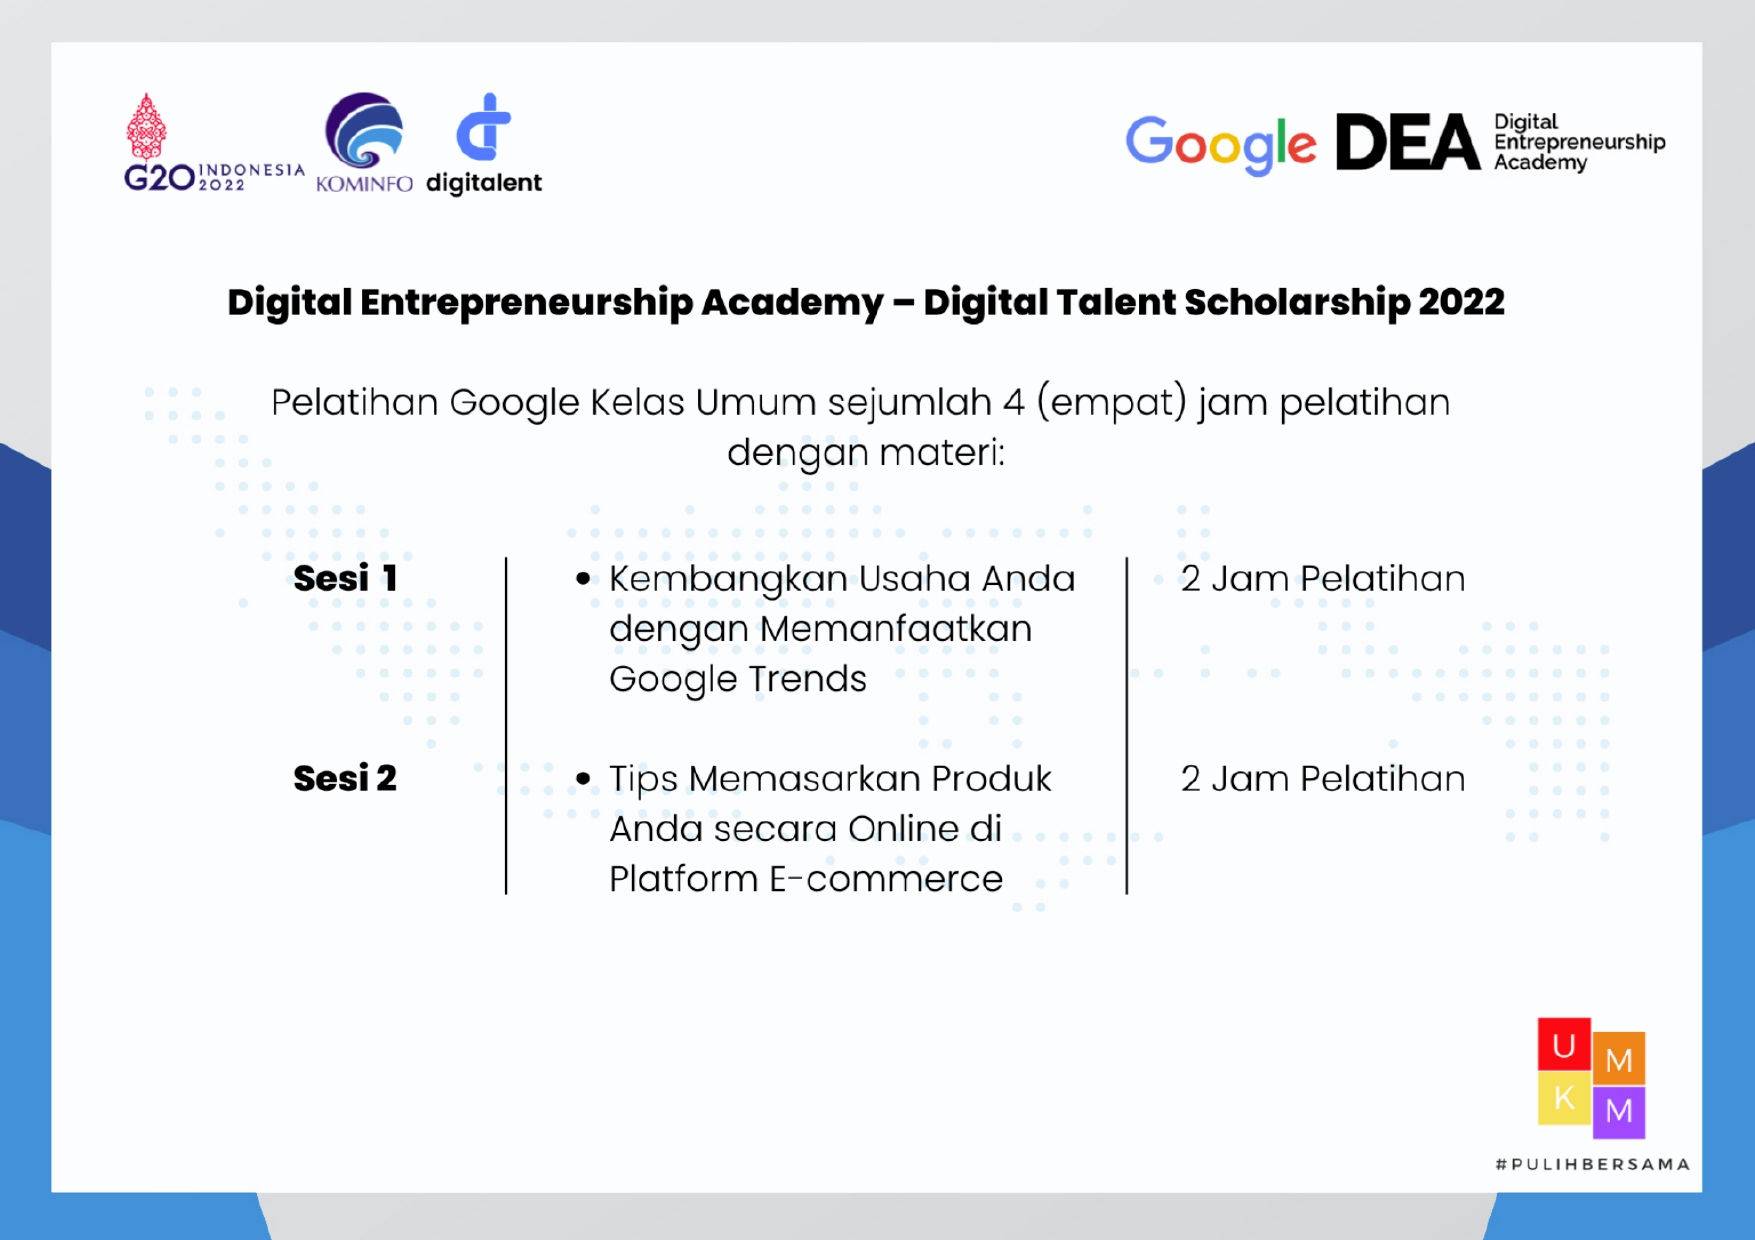 G20 INDONESIA 2022
KOMINFO
digitalent
Google
DEA
Digital
Entrepreneurship
Academy
Digital Entrepreneurship Academy – Digital Talent Scholarship 2022
Pelatihan Google Kelas Umum sejumlah 4 (empat) jam pelatihan
dengan materi:
Sesi 1
• Kembangkan Usaha Anda
dengan Memanfaatkan
Google Trends
2 Jam Pelatihan
Sesi 2
• Tips Memasarkan Produk
Anda secara Online di
Platform E-commerce
2 Jam Pelatihan
U M
K M
#PULIHBERSAMA